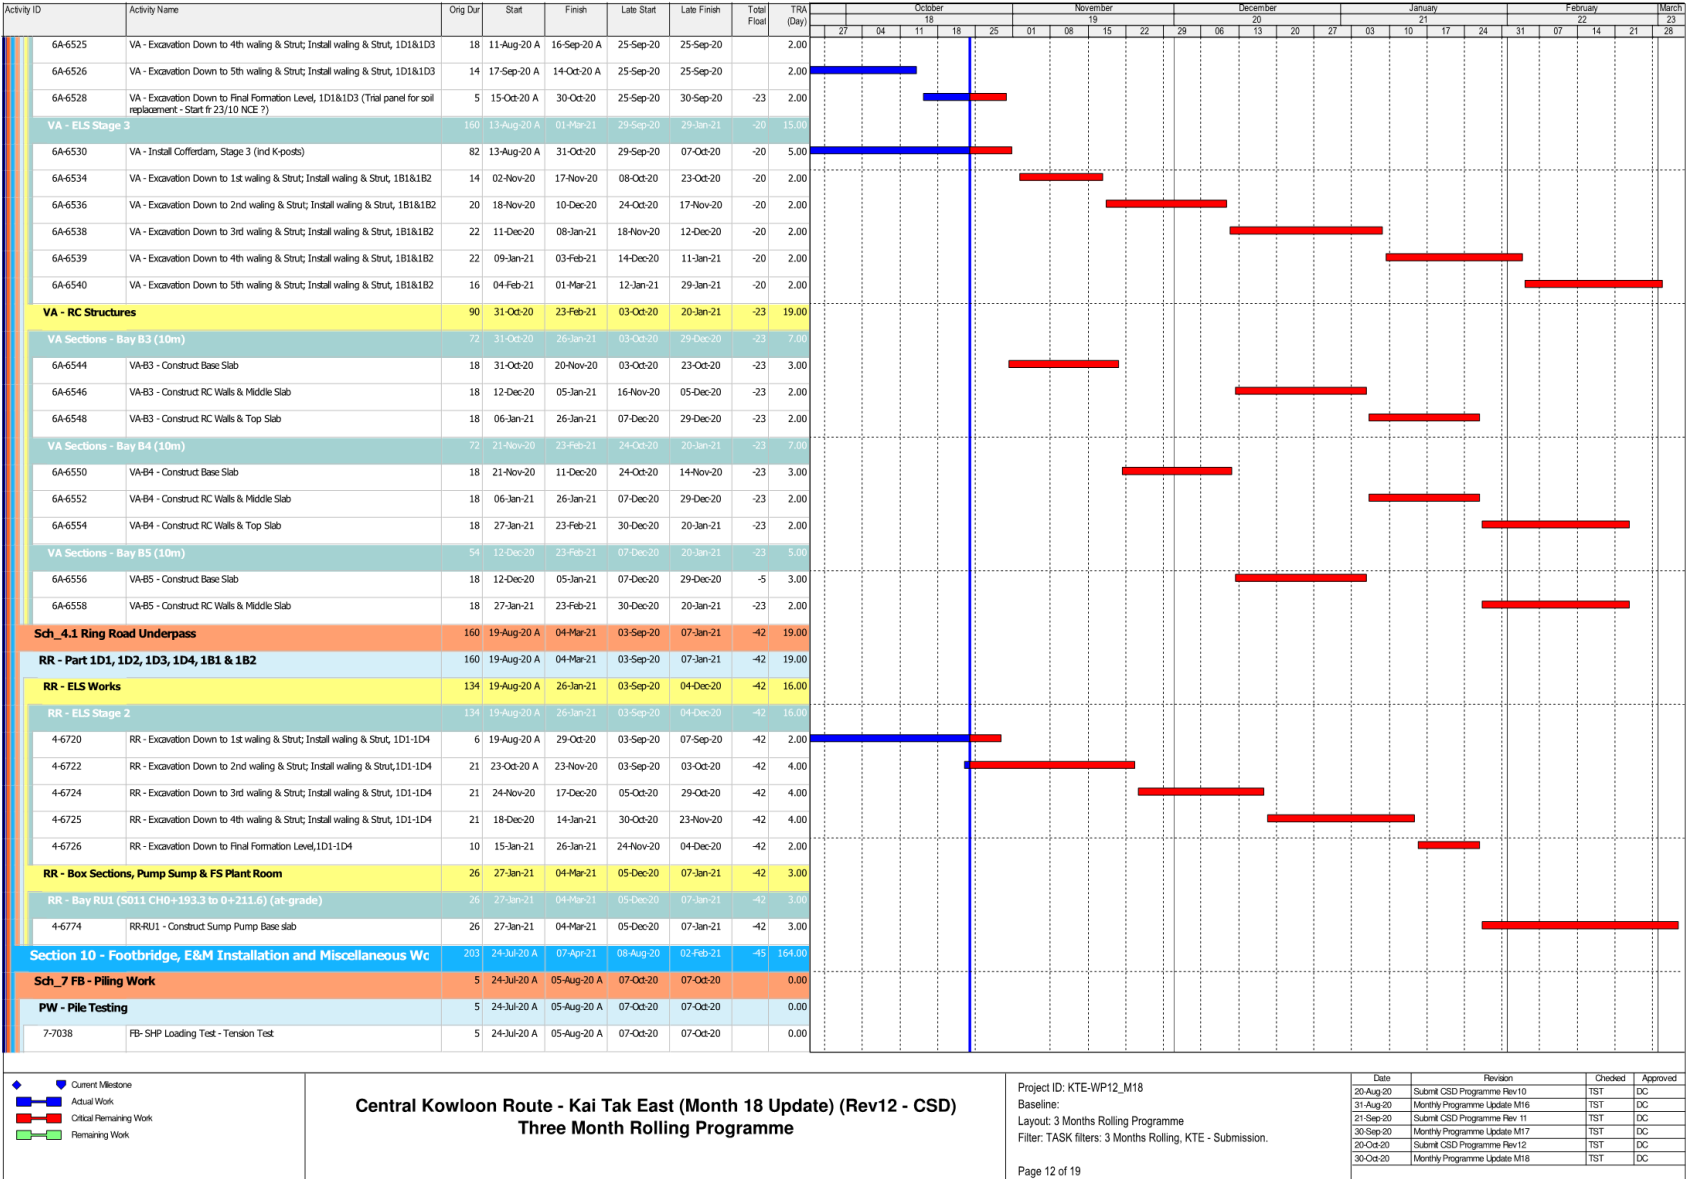 Activity ID Activity Name Orig Dur Start Finish Late Start Late Finish Total Float TRA (Day)
October November December January February March
18 19 20 21 22 23
27 04 11 18 25 01 08 15 22 29 06 13 20 27 03 10 17 24 31 07 14 21 28
6A-6525 VA - Excavation Down to 4th waling & Strut; Install waling & Strut, 1D1&1D3 18 11-Aug-20 A 16-Sep-20 A 25-Sep-20 25-Sep-20 2.00
6A-6526 VA - Excavation Down to 5th waling & Strut; Install waling & Strut, 1D1&1D3 14 17-Sep-20 A 14-Oct-20 A 25-Sep-20 25-Sep-20 2.00
6A-6528 VA - Excavation Down to Final Formation Level, 1D1&1D3 (Trial panel for soil 5 15-Oct-20 A 30-Oct-20 25-Sep-20 30-Sep-20 -23 2.00
replacement - Start fr 23/10 NCE ?)
VA - ELS Stage 3 160 13-Aug-20 A 01-Mar-21 29-Sep-20 29-Jan-21 -20 15.00
6A-6530 VA - Install Cofferdam, Stage 3 (ind K-posts) 82 13-Aug-20 A 31-Oct-20 29-Sep-20 07-Oct-20 -20 5.00
6A-6534 VA - Excavation Down to 1st waling & Strut; Install waling & Strut, 1B1&1B2 14 02-Nov-20 17-Nov-20 08-Oct-20 23-Oct-20 -20 2.00
6A-6536 VA - Excavation Down to 2nd waling & Strut; Install waling & Strut, 1B1&1B2 20 18-Nov-20 10-Dec-20 24-Oct-20 17-Nov-20 -20 2.00
6A-6538 VA - Excavation Down to 3rd waling & Strut; Install waling & Strut, 1B1&1B2 22 11-Dec-20 08-Jan-21 18-Nov-20 12-Dec-20 -20 2.00
6A-6539 VA - Excavation Down to 4th waling & Strut; Install waling & Strut, 1B1&1B2 22 09-Jan-21 03-Feb-21 14-Dec-20 11-Jan-21 -20 2.00
6A-6540 VA - Excavation Down to 5th waling & Strut; Install waling & Strut, 1B1&1B2 16 04-Feb-21 01-Mar-21 12-Jan-21 29-Jan-21 -20 2.00
VA - RC Structures 90 31-Oct-20 23-Feb-21 03-Oct-20 20-Jan-21 -23 19.00
VA Sections - Bay B3 (10m) 72 31-Oct-20 26-Jan-21 03-Oct-20 29-Dec-20 -23 7.00
6A-6544 VA-B3 - Construct Base Slab 18 31-Oct-20 20-Nov-20 03-Oct-20 23-Oct-20 -23 3.00
6A-6546 VA-B3 - Construct RC Walls & Middle Slab 18 12-Dec-20 05-Jan-21 16-Nov-20 05-Dec-20 -23 2.00
6A-6548 VA-B3 - Construct RC Walls & Top Slab 18 06-Jan-21 26-Jan-21 07-Dec-20 29-Dec-20 -23 2.00
VA Sections - Bay B4 (10m) 72 21-Nov-20 23-Feb-21 24-Oct-20 20-Jan-21 -23 7.00
6A-6550 VA-B4 - Construct Base Slab 18 21-Nov-20 11-Dec-20 24-Oct-20 14-Nov-20 -23 3.00
6A-6552 VA-B4 - Construct RC Walls & Middle Slab 18 06-Jan-21 26-Jan-21 07-Dec-20 29-Dec-20 -23 2.00
6A-6554 VA-B4 - Construct RC Walls & Top Slab 18 27-Jan-21 23-Feb-21 30-Dec-20 20-Jan-21 -23 2.00
VA Sections - Bay B5 (10m) 54 12-Dec-20 23-Feb-21 07-Dec-20 20-Jan-21 -23 5.00
6A-6556 VA-B5 - Construct Base Slab 18 12-Dec-20 05-Jan-21 07-Dec-20 29-Dec-20 -5 3.00
6A-6558 VA-B5 - Construct RC Walls & Middle Slab 18 27-Jan-21 23-Feb-21 30-Dec-20 20-Jan-21 -23 2.00
Sch_4.1 Ring Road Underpass 160 19-Aug-20 A 04-Mar-21 03-Sep-20 07-Jan-21 -42 19.00
RR - Part 1D1, 1D2, 1D3, 1D4, 1B1 & 1B2 160 19-Aug-20 A 04-Mar-21 03-Sep-20 07-Jan-21 -42 19.00
RR - ELS Works 134 19-Aug-20 A 26-Jan-21 03-Sep-20 04-Dec-20 -42 16.00
RR - ELS Stage 2 134 19-Aug-20 A 26-Jan-21 03-Sep-20 04-Dec-20 -42 16.00
4-6720 RR - Excavation Down to 1st waling & Strut; Install waling & Strut, 1D1-1D4 6 19-Aug-20 A 29-Oct-20 03-Sep-20 07-Sep-20 -42 2.00
4-6722 RR - Excavation Down to 2nd waling & Strut; Install waling & Strut,1D1-1D4 21 23-Oct-20 A 23-Nov-20 03-Sep-20 03-Oct-20 -42 4.00
4-6724 RR - Excavation Down to 3rd waling & Strut; Install waling & Strut, 1D1-1D4 21 24-Nov-20 17-Dec-20 05-Oct-20 29-Oct-20 -42 4.00
4-6725 RR - Excavation Down to 4th waling & Strut; Install waling & Strut, 1D1-1D4 21 18-Dec-20 14-Jan-21 30-Oct-20 23-Nov-20 -42 4.00
4-6726 RR - Excavation Down to Final Formation Level,1D1-1D4 10 15-Jan-21 26-Jan-21 24-Nov-20 04-Dec-20 -42 2.00
RR - Box Sections, Pump Sump & FS Plant Room 26 27-Jan-21 04-Mar-21 05-Dec-20 07-Jan-21 -42 3.00
RR - Bay RU1 (S011 CH0+193.3 to 0+211.6) (at-grade) 26 27-Jan-21 04-Mar-21 05-Dec-20 07-Jan-21 -42 3.00
4-6774 RR-RU1 - Construct Sump Pump Base slab 26 27-Jan-21 04-Mar-21 05-Dec-20 07-Jan-21 -42 3.00
Section 10 - Footbridge, E&M Installation and Miscellaneous Wo 203 24-Jul-20 A 07-Apr-21 08-Aug-20 02-Feb-21 -45 164.00
Sch_7 FB - Piling Work 5 24-Jul-20 A 05-Aug-20 A 07-Oct-20 07-Oct-20 0.00
PW - Pile Testing 5 24-Jul-20 A 05-Aug-20 A 07-Oct-20 07-Oct-20 0.00
7-7038 FB- SHP Loading Test - Tension Test 5 24-Jul-20 A 05-Aug-20 A 07-Oct-20 07-Oct-20 0.00
Current Milestone
Actual Work
Critical Remaining Work
Remaining Work
Central Kowloon Route - Kai Tak East (Month 18 Update) (Rev12 - CSD)
Three Month Rolling Programme
Project ID: KTE-WP12_M18
Baseline:
Layout: 3 Months Rolling Programme
Filter: TASK filters: 3 Months Rolling, KTE - Submission.
Page 12 of 19
Date Revision Checked Approved
20-Aug-20 Submit CSD Programme Rev10 TST DC
31-Aug-20 Monthly Programme Update M16 TST DC
21-Sep-20 Submit CSD Programme Rev 11 TST DC
30-Sep-20 Monthly Programme Update M17 TST DC
20-Oct-20 Submit CSD Programme Rev12 TST DC
30-Oct-20 Monthly Programme Update M18 TST DC